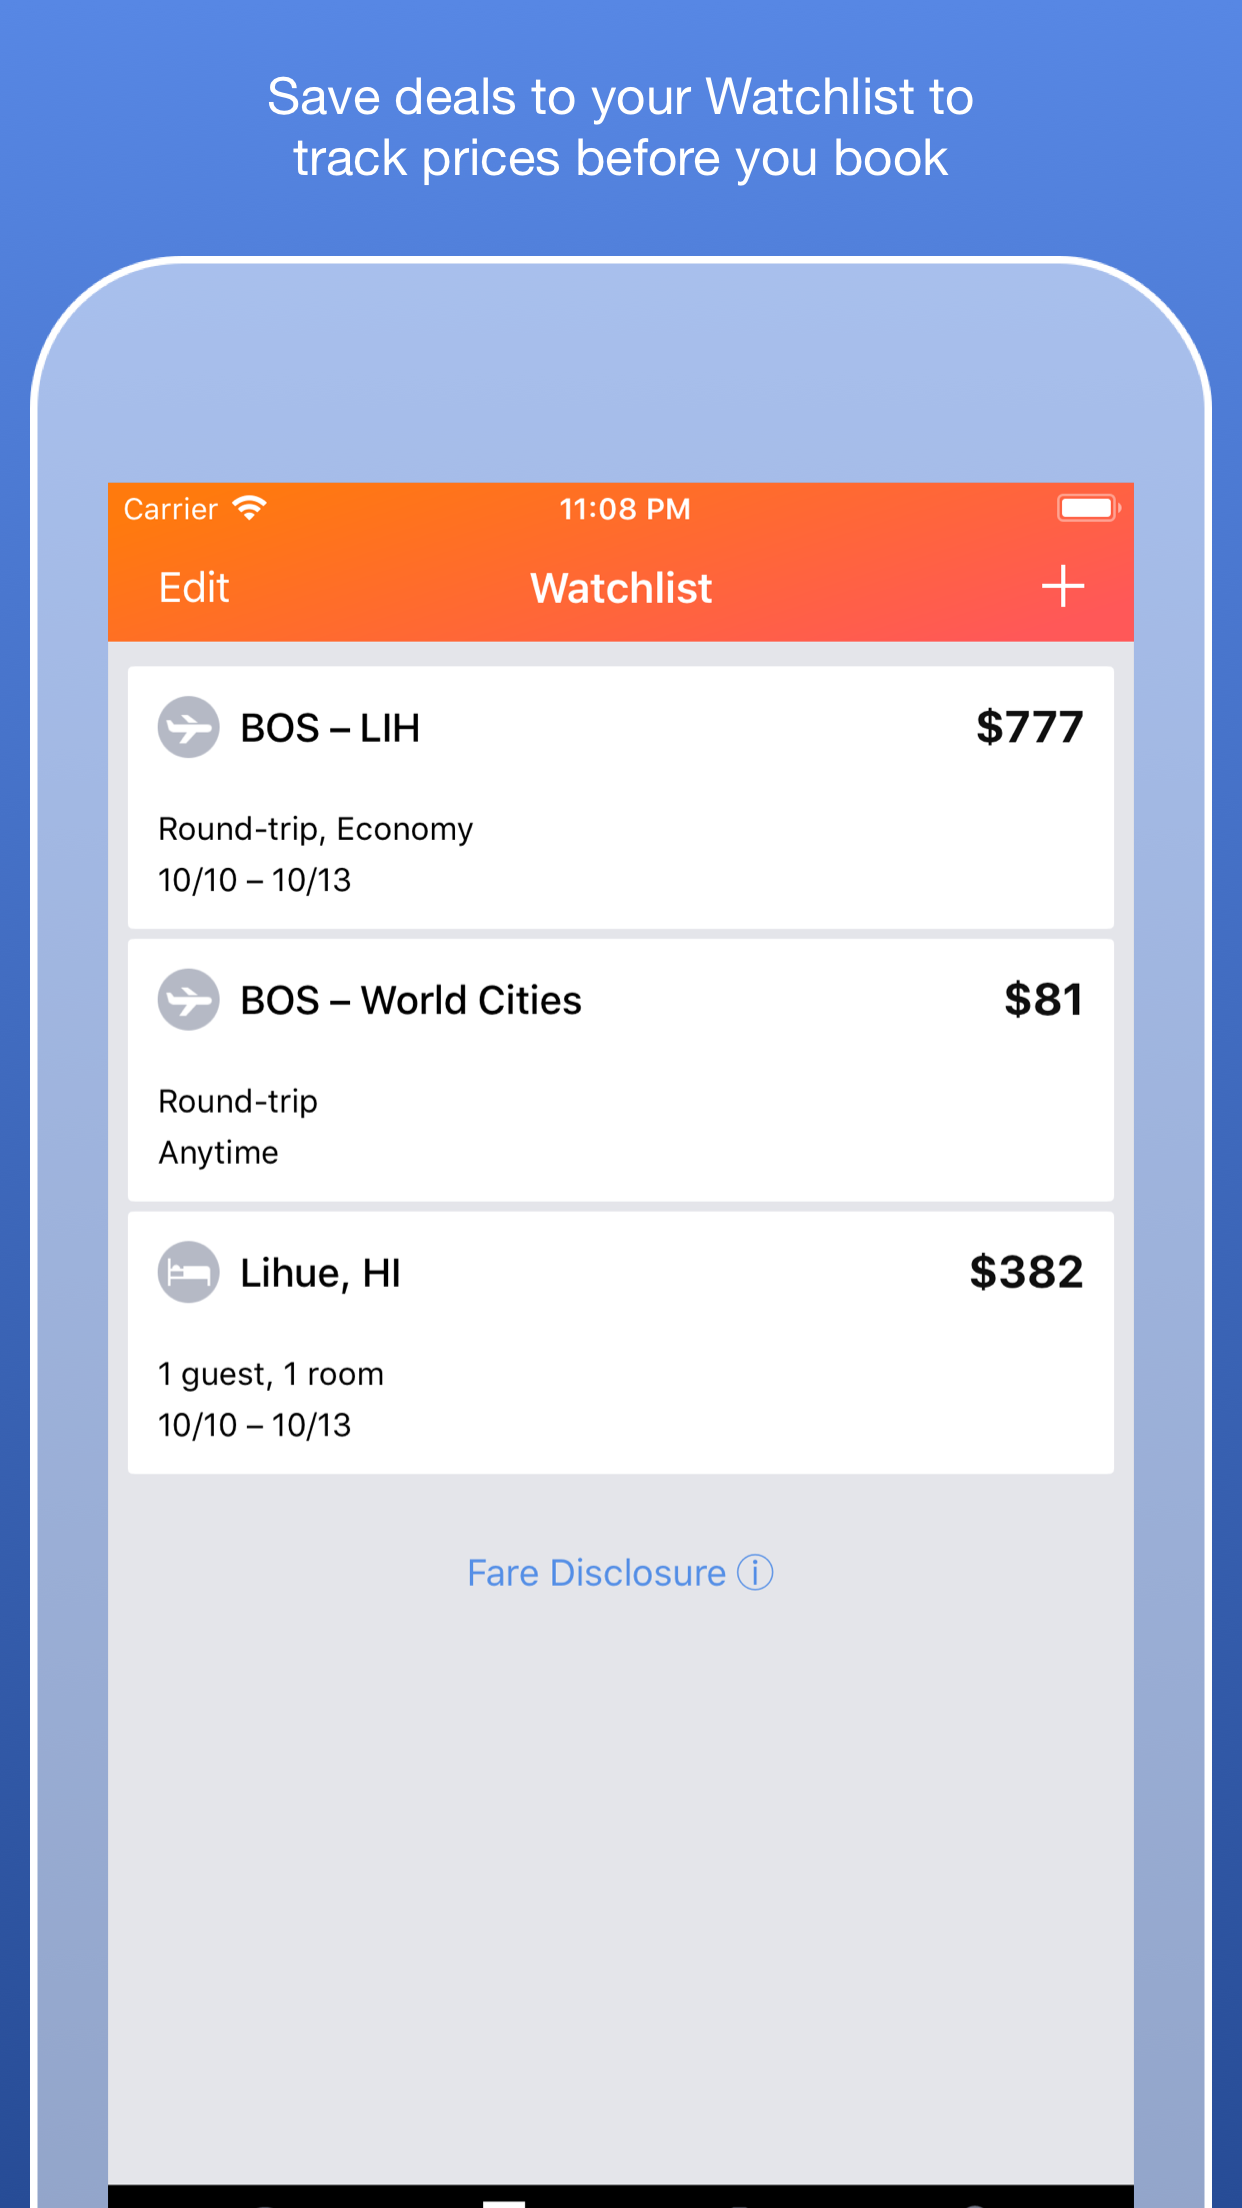 Save deals to your Watchlist to
track prices before you book
Carrier 11:08 PM
Edit Watchlist
BOS – LIH $777
Round-trip, Economy
10/10 – 10/13
BOS – World Cities $81
Round-trip
Anytime
Lihue, HI $382
1 guest, 1 room
10/10 – 10/13
Fare Disclosure